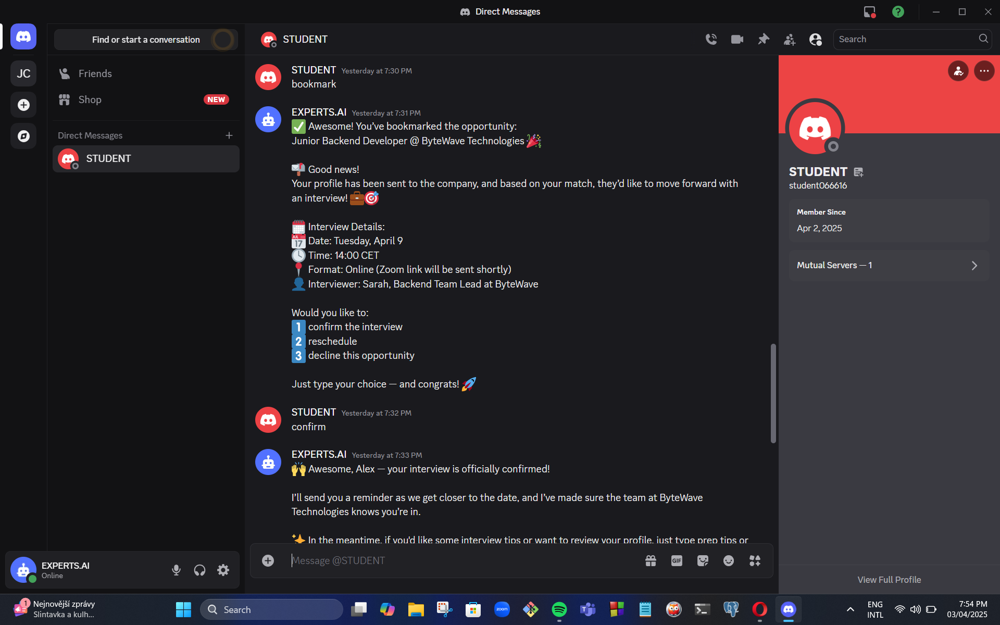 Direct Messages
Find or start a conversation
JC
Friends
Shop
NEW
Direct Messages
STUDENT
EXPERTS.AI
Online
STUDENT
Search
STUDENT Yesterday at 7:30 PM
bookmark
EXPERTS.AI Yesterday at 7:31 PM
✅ Awesome! You’ve bookmarked the opportunity:
Junior Backend Developer @ ByteWave Technologies 🎉
📬 Good news!
Your profile has been sent to the company, and based on your match, they’d like to move forward with
an interview! 💼🎯
🗓️ Interview Details:
📅 Date: Tuesday, April 9
🕓 Time: 14:00 CET
📍 Format: Online (Zoom link will be sent shortly)
👤 Interviewer: Sarah, Backend Team Lead at ByteWave
Would you like to:
1️⃣ confirm the interview
2️⃣ reschedule
3️⃣ decline this opportunity
Just type your choice — and congrats! 🚀
STUDENT Yesterday at 7:32 PM
confirm
EXPERTS.AI Yesterday at 7:33 PM
🙌 Awesome, Alex — your interview is officially confirmed!
I’ll send you a reminder as we get closer to the date, and I’ve made sure the team at ByteWave
Technologies knows you’re in.
✨ In the meantime, if you'd like some interview tips or want to review your profile, just type prep tips or
Message @STUDENT
GIF
STUDENT
student066616
Member Since
Apr 2, 2025
Mutual Servers — 1
View Full Profile
1
Nejnovější zprávy
Slintavka a kulh...
Search
zoom
ENG
INTL
7:54 PM
03/04/2025